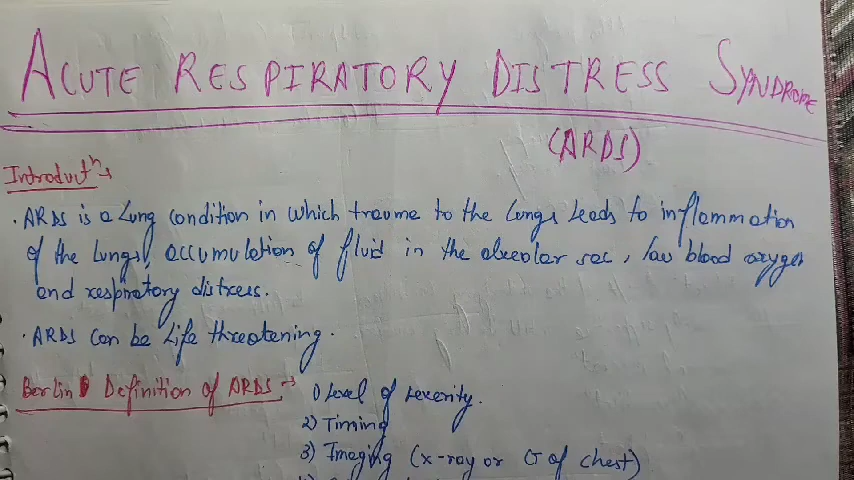 ACUTE RESPIRATORY DISTRESS SYNDROME
(ARDS)
Introductn →
· ARDS is a Lung condition in which trauma to the Lungs Leads to inflammation
of the Lungs, accumulation of fluid in the alveolar sac, low blood oxygen
and respiratory distress.
· ARDS can be Life threatening.
Berlin Definition of ARDS →
1) Level of severity.
2) Timing
3) Imaging (x-ray or CT of chest)